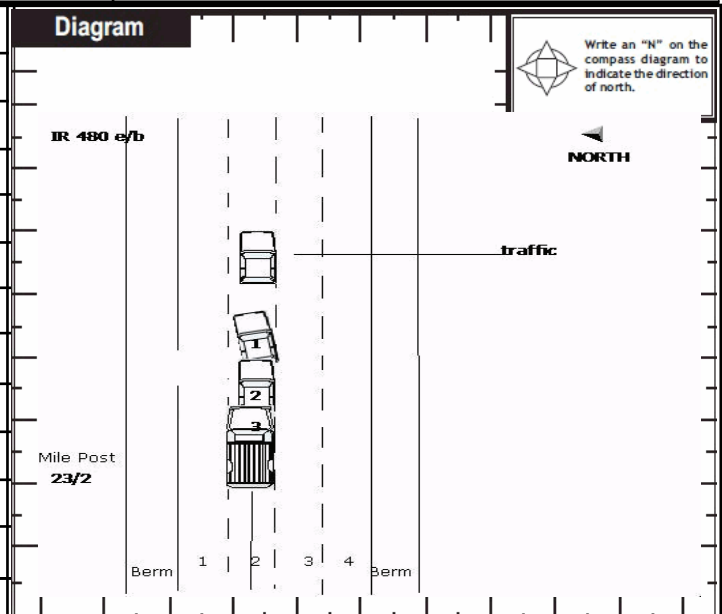 Diagram
Write an “N” on the
compass diagram to
indicate the direction
of north.
IR 480 e/b
NORTH
traffic
1
2
3
Mile Post
23/2
Berm
1
2
3
4
Berm